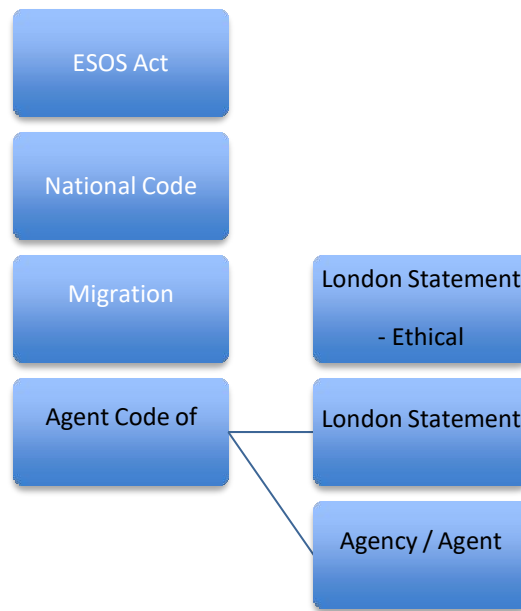 ESOS Act
National Code
Migration
London Statement
- Ethical
Agent Code of
London Statement
Agency / Agent